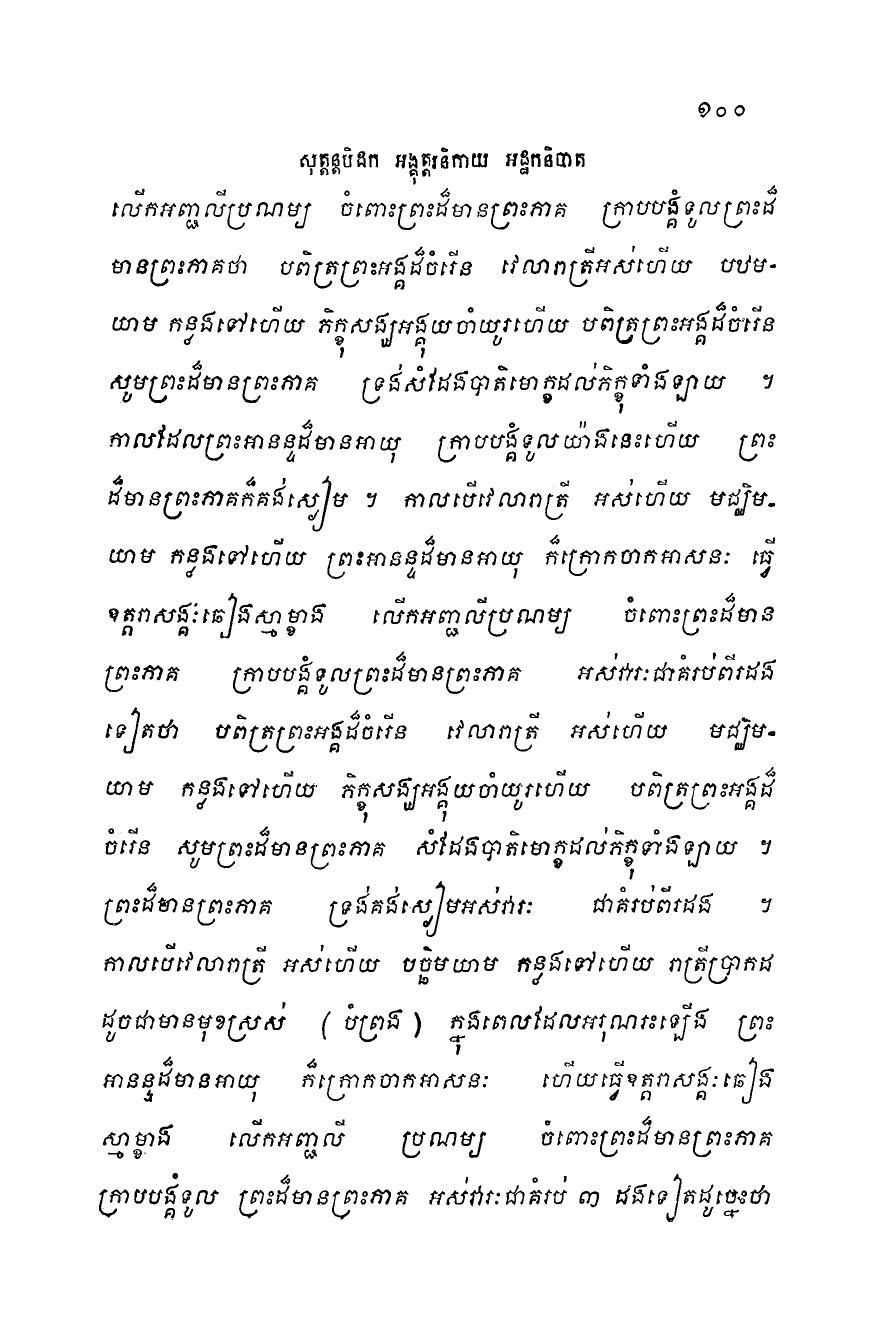 ១០០
សុត្តន្តបិដក អង្គុត្តរនិកាយ អដ្ឋកនិបាត
លើកអញ្ជលីប្រណម្យ ចំពោះព្រះដ៏មានព្រះភាគ ក្រាបបង្គំទូលព្រះដ៏
មានព្រះភាគថា បពិត្រព្រះអង្គដ៏ចំរើន វេលារាត្រីអស់ហើយ បឋម-
យាម កន្លងទៅហើយ ភិក្ខុសង្ឃអង្គុយចាំយូរហើយ បពិត្រព្រះអង្គដ៏ចំរើន
សូមព្រះដ៏មានព្រះភាគ ទ្រង់សំដែងបាតិមោក្ខដល់ភិក្ខុទាំងឡាយ ។
កាលដែលព្រះអានន្ទដ៏មានអាយុ ក្រាបបង្គំទូលយ៉ាងនេះហើយ ព្រះ
ដ៏មានព្រះភាគក៏គង់ស្ងៀម ។ កាលបើវេលារាត្រី អស់ហើយ មជ្ឈិម-
យាម កន្លងទៅហើយ ព្រះអានន្ទដ៏មានអាយុ ក៏ក្រោកចាកអាសនៈ ធ្វើ
ឧត្តរាសង្គៈឆៀងស្មាម្ខាង លើកអញ្ជលីប្រណម្យ ចំពោះព្រះដ៏មាន
ព្រះភាគ ក្រាបបង្គំទូលព្រះដ៏មានព្រះភាគ អស់វារៈជាគំរប់ពីរដង
ទៀតថា បពិត្រព្រះអង្គដ៏ចំរើន វេលារាត្រី អស់ហើយ មជ្ឈិម-
យាម កន្លងទៅហើយ ភិក្ខុសង្ឃអង្គុយចាំយូរហើយ បពិត្រព្រះអង្គដ៏
ចំរើន សូមព្រះដ៏មានព្រះភាគ សំដែងបាតិមោក្ខដល់ភិក្ខុទាំងឡាយ ។
ព្រះដ៏មានព្រះភាគ ទ្រង់គង់ស្ងៀមអស់វារៈ ជាគំរប់ពីរដង ។
កាលបើវេលារាត្រី អស់ហើយ បច្ឆិមយាម កន្លងទៅហើយ រាត្រីប្រាកដ
ដូចជាមានមុខស្រស់ ( បំព្រង ) ក្នុងពេលដែលអរុណរះឡើង ព្រះ
អានន្ទដ៏មានអាយុ ក៏ក្រោកចាកអាសនៈ ហើយធ្វើឧត្តរាសង្គៈឆៀង
ស្មាម្ខាង លើកអញ្ជលី ប្រណម្យ ចំពោះព្រះដ៏មានព្រះភាគ
ក្រាបបង្គំទូល ព្រះដ៏មានព្រះភាគ អស់វារៈជាគំរប់ ៣ ដងទៀតដូច្នេះថា